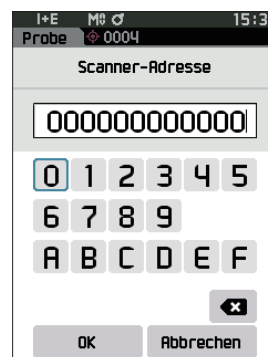 I+E M0 15:3
Probe 0004
Scanner-Adresse
000000000000
0 1 2 3 4 5
6 7 8 9
A B C D E F
OK Abbrechen